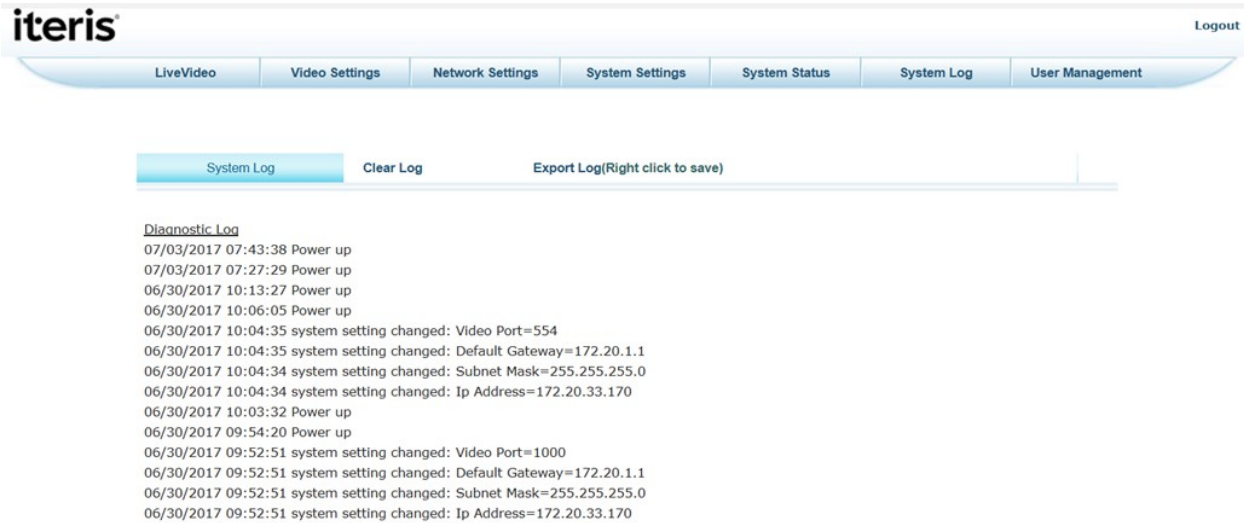 iteris
Logout
LiveVideo Video Settings Network Settings System Settings System Status System Log User Management
System Log Clear Log Export Log(Right click to save)
Diagnostic Log
07/03/2017 07:43:38 Power up
07/03/2017 07:27:29 Power up
06/30/2017 10:13:27 Power up
06/30/2017 10:06:05 Power up
06/30/2017 10:04:35 system setting changed: Video Port=554
06/30/2017 10:04:35 system setting changed: Default Gateway=172.20.1.1
06/30/2017 10:04:34 system setting changed: Subnet Mask=255.255.255.0
06/30/2017 10:04:34 system setting changed: Ip Address=172.20.33.170
06/30/2017 10:03:32 Power up
06/30/2017 09:54:20 Power up
06/30/2017 09:52:51 system setting changed: Video Port=1000
06/30/2017 09:52:51 system setting changed: Default Gateway=172.20.1.1
06/30/2017 09:52:51 system setting changed: Subnet Mask=255.255.255.0
06/30/2017 09:52:51 system setting changed: Ip Address=172.20.33.170